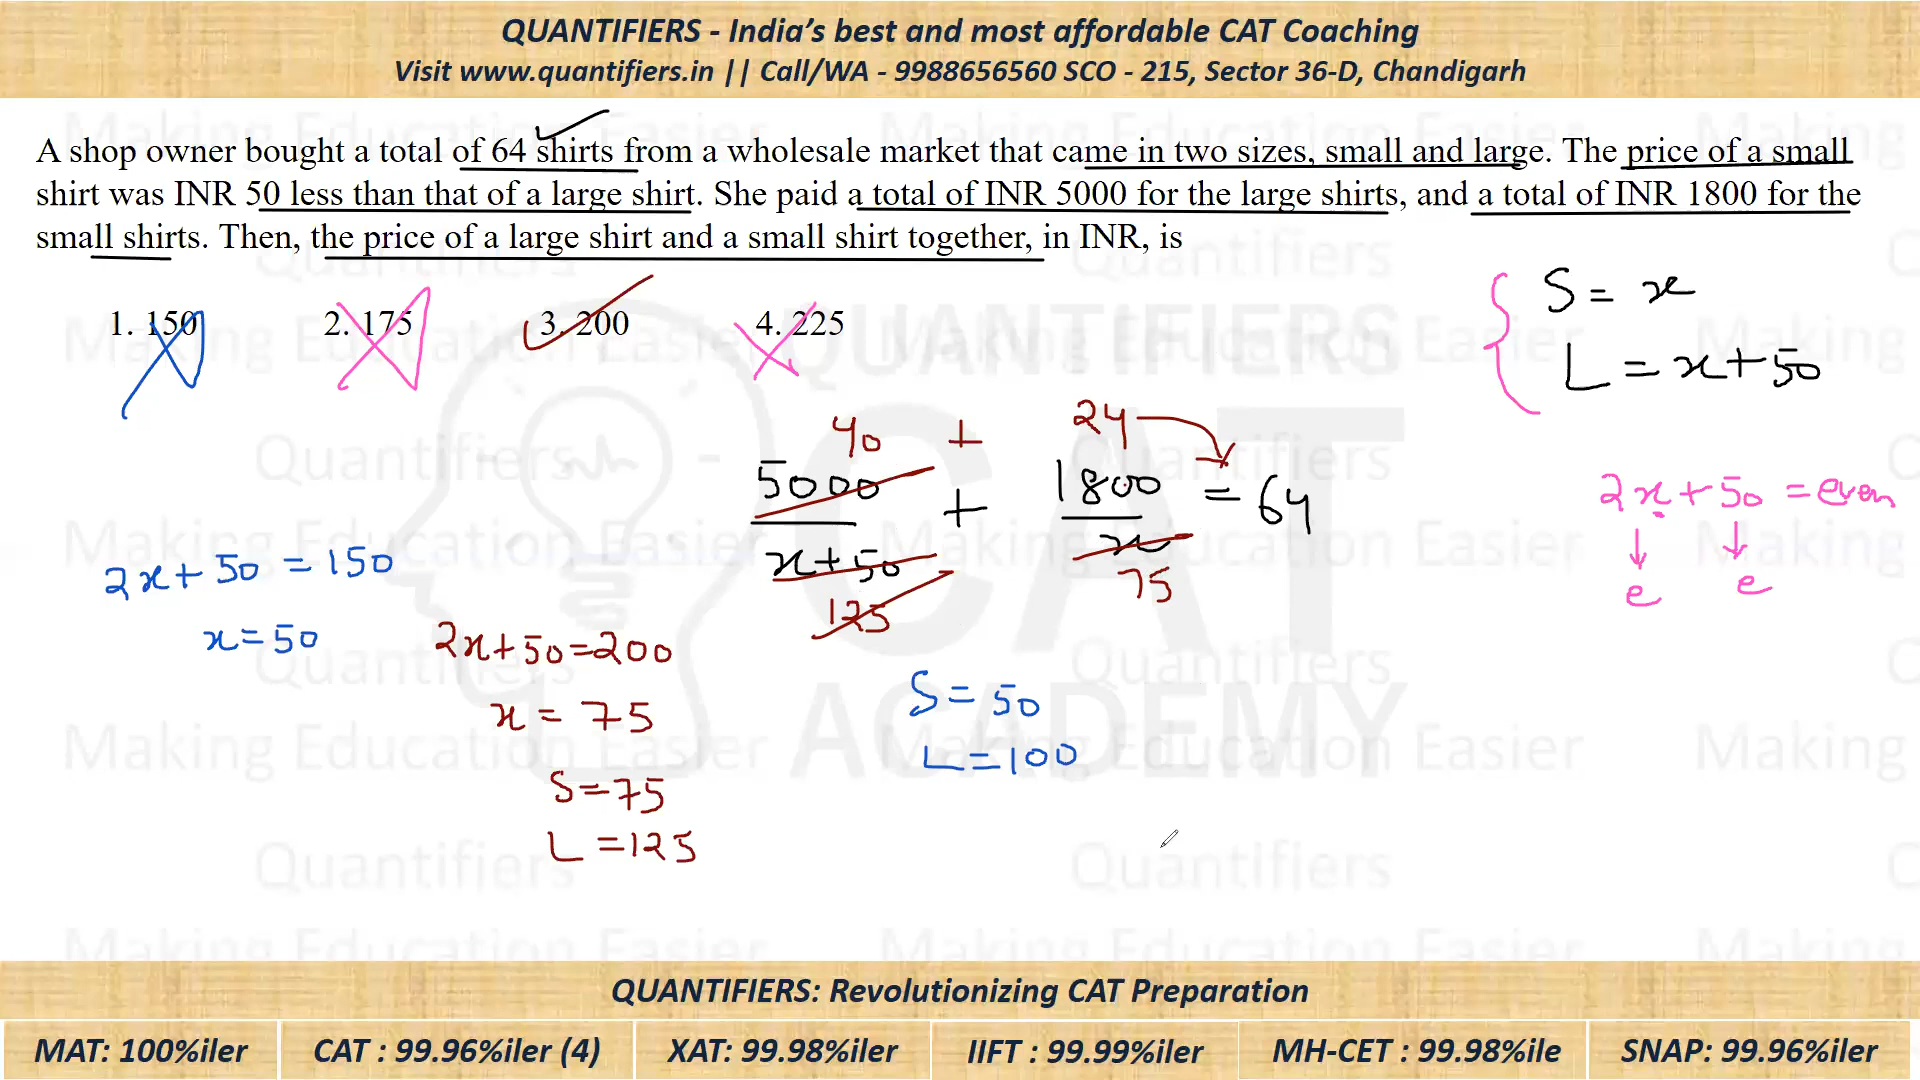 QUANTIFIERS - India's best and most affordable CAT Coaching
Visit www.quantifiers.in || Call/WA - 9988656560 SCO - 215, Sector 36-D, Chandigarh
A shop owner bought a total of 64 shirts from a wholesale market that came in two sizes, small and large. The price of a small
shirt was INR 50 less than that of a large shirt. She paid a total of INR 5000 for the large shirts, and a total of INR 1800 for the
small shirts. Then, the price of a large shirt and a small shirt together, in INR, is
1. 150 2. 175 3. 200 4. 225
S = x
L = x+50
40 + 24
5000 + 1800 = 64
x+50 x
125 75
2x + 50 = even
e e
2x + 50 = 150
x = 50
2x+50=200
x = 75
S = 75
L = 125
S = 50
L = 100
QUANTIFIERS
CAT
ACADEMY
Making Education Easier
Quantifiers
QUANTIFIERS: Revolutionizing CAT Preparation
MAT: 100%iler CAT : 99.96%iler (4) XAT: 99.98%iler IIFT : 99.99%iler MH-CET : 99.98%ile SNAP: 99.96%iler